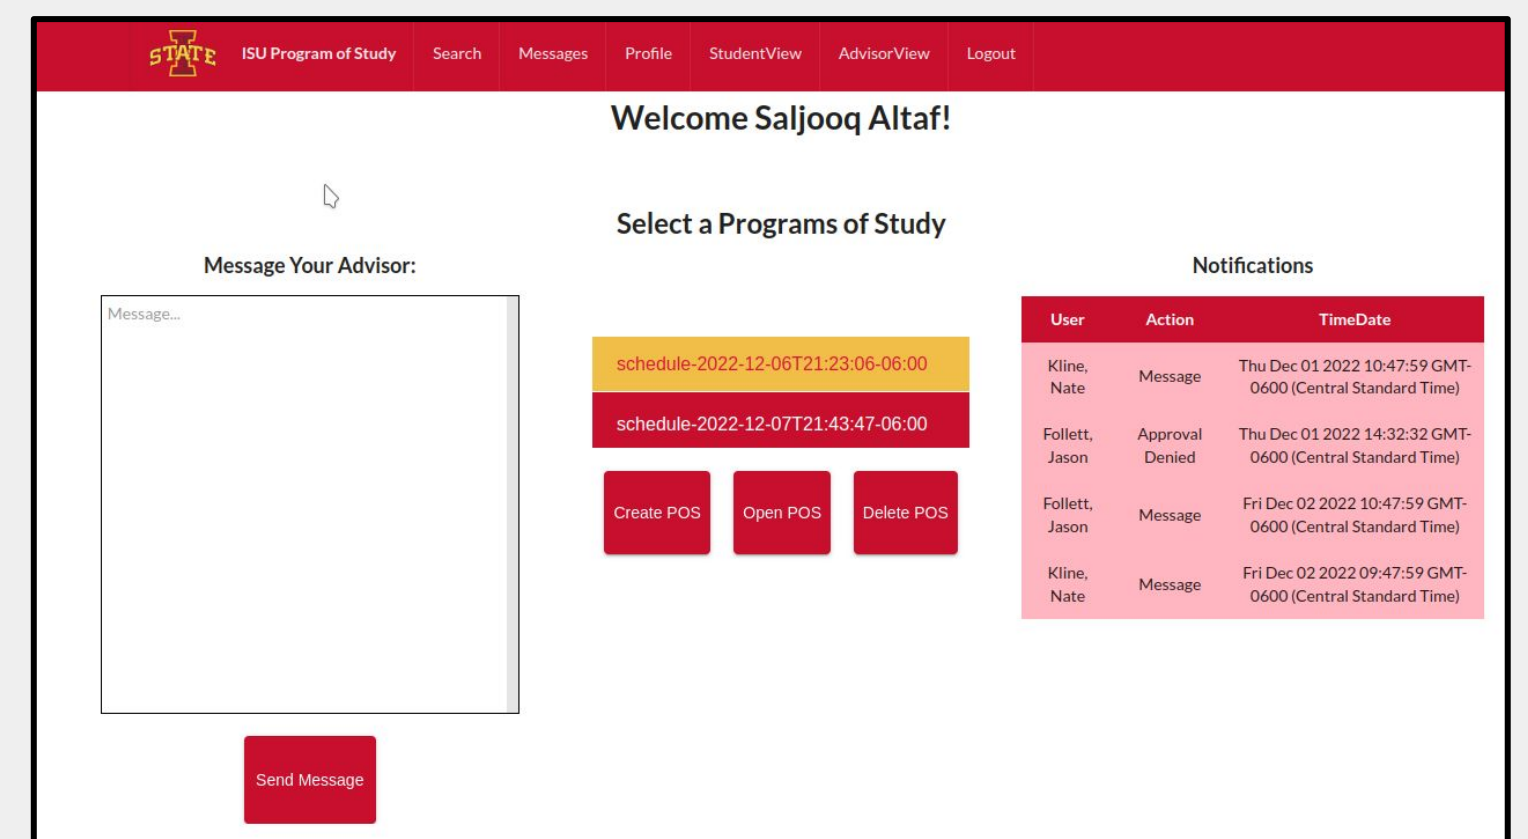 STATE ISU Program of Study Search Messages Profile StudentView AdvisorView Logout
Welcome Saljooq Altaf!
Select a Programs of Study
Message Your Advisor:
Message...
Send Message
schedule-2022-12-06T21:23:06-06:00
schedule-2022-12-07T21:43:47-06:00
Create POS Open POS Delete POS
Notifications
User Action TimeDate
Kline, Nate Message Thu Dec 01 2022 10:47:59 GMT-
0600 (Central Standard Time)
Follett, Jason Approval Denied Thu Dec 01 2022 14:32:32 GMT-
0600 (Central Standard Time)
Follett, Jason Message Fri Dec 02 2022 10:47:59 GMT-
0600 (Central Standard Time)
Kline, Nate Message Fri Dec 02 2022 09:47:59 GMT-
0600 (Central Standard Time)